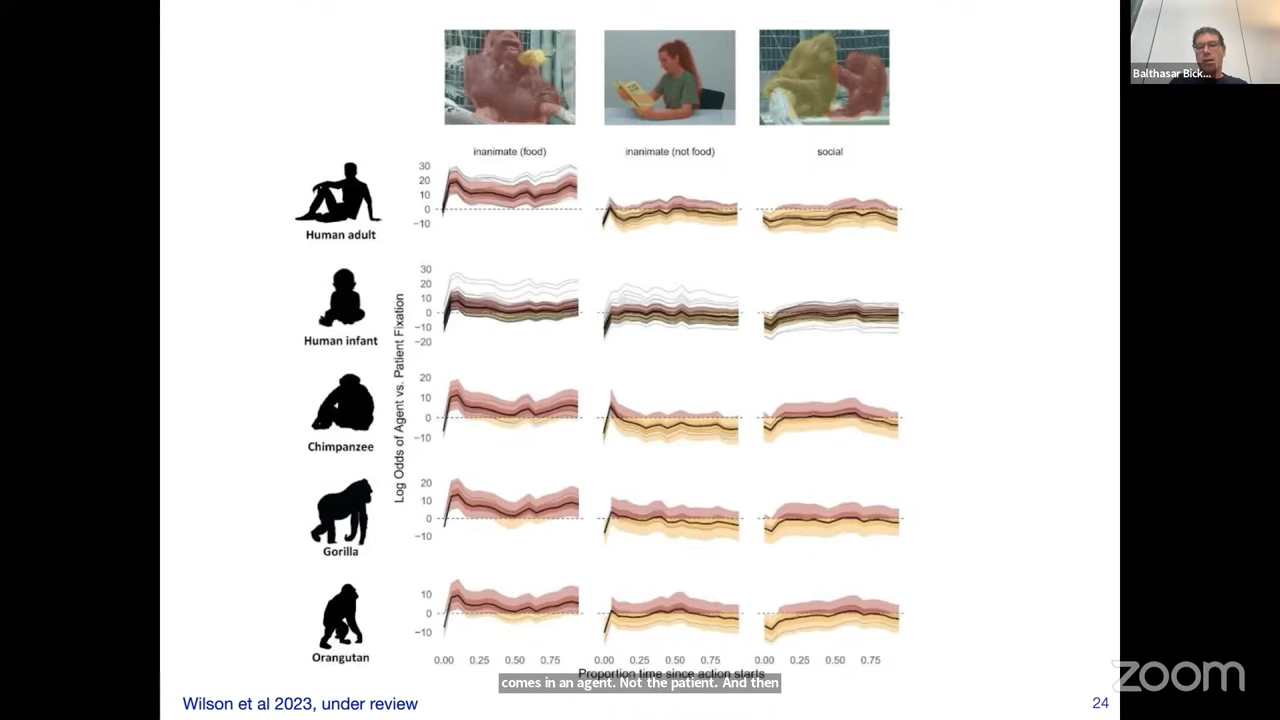 Balthasar Bick...
inanimate (food)
inanimate (not food)
social
30
20
10
0
−10
Human adult
30
20
10
0
−10
−20
Human infant
Log Odds of Agent vs. Patient Fixation
20
10
0
−10
Chimpanzee
20
10
0
−10
Gorilla
10
0
−10
Orangutan
0.00 0.25 0.50 0.75 0.00 0.25 0.50 0.75 0.00 0.25 0.50 0.75
Proportion time since action starts
comes in an agent. Not the patient. And then
zoom
Wilson et al 2023, under review
24